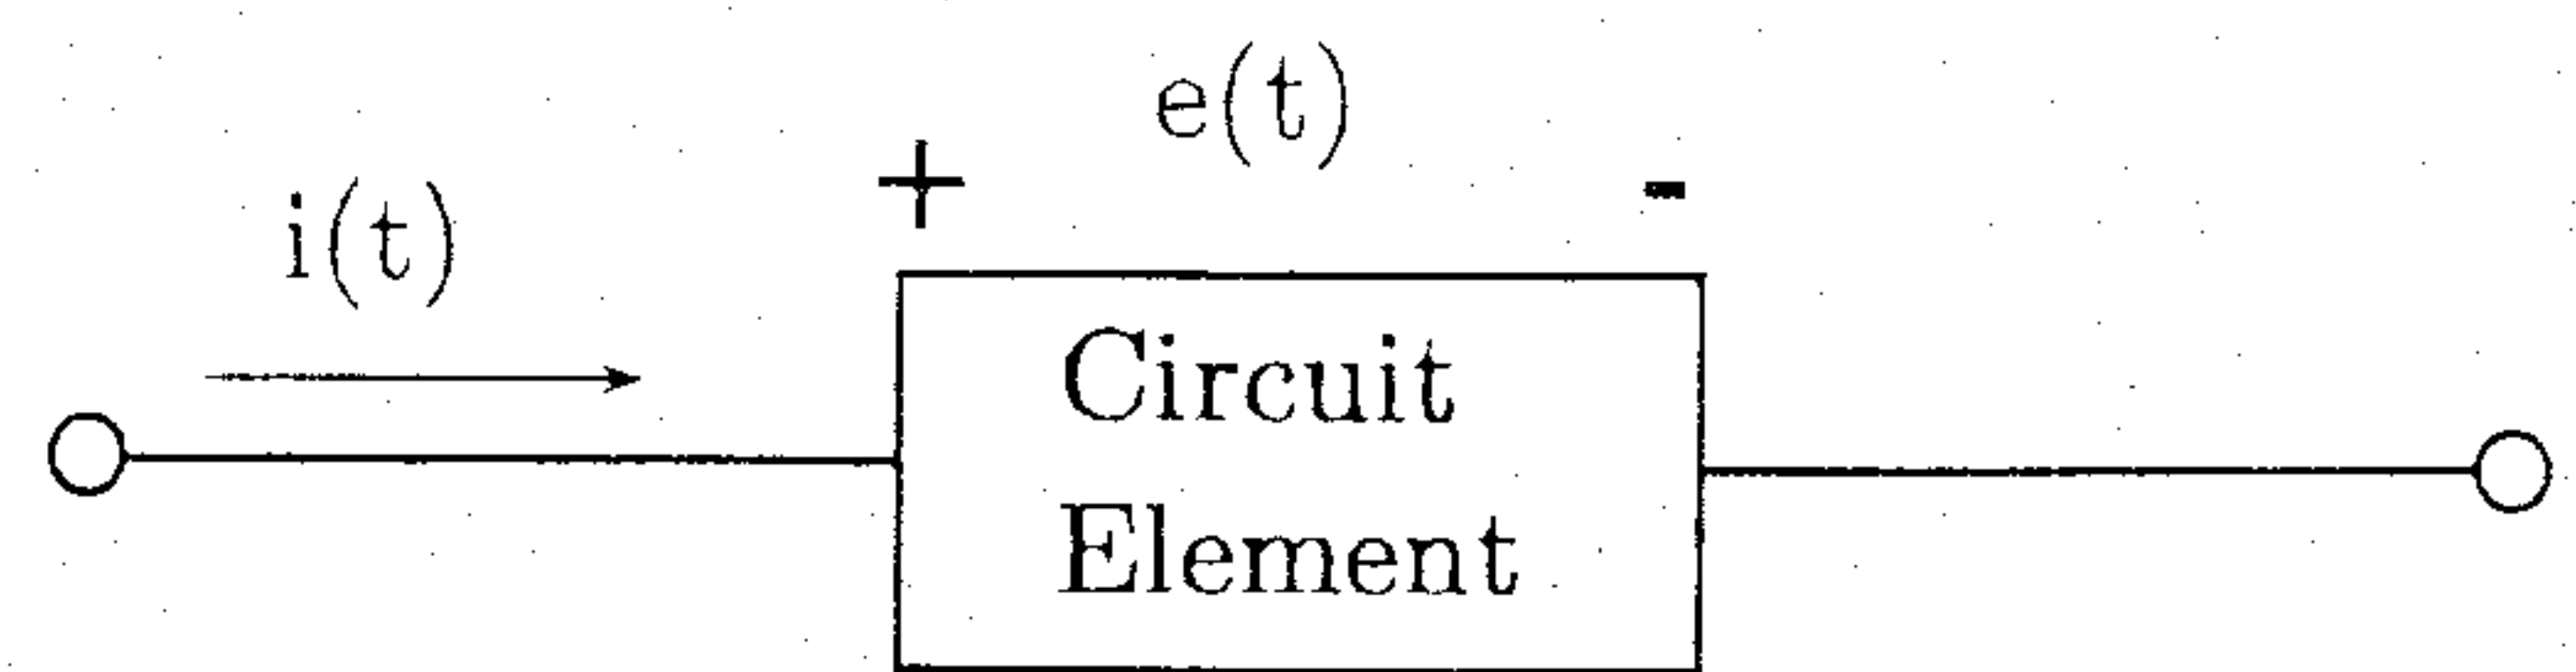 e(t)
+ -
i(t)
Circuit
Element